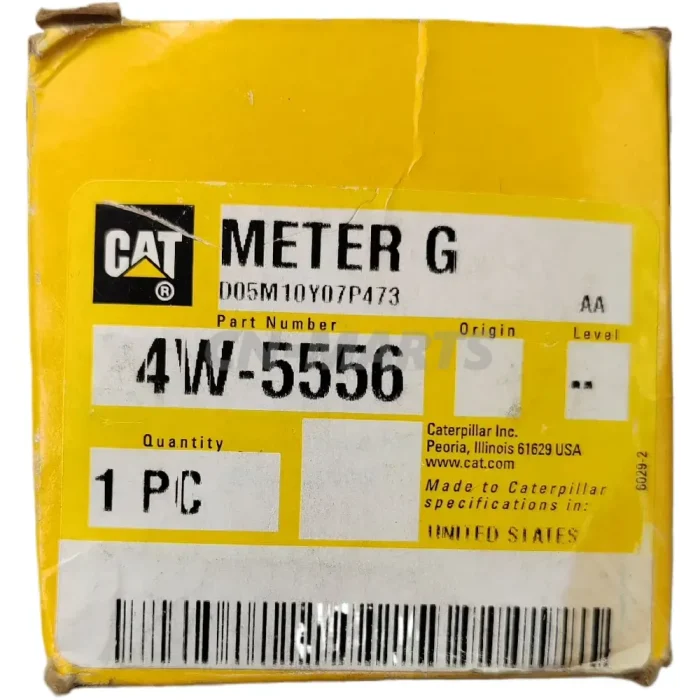 CAT
®
METER G
D05M10Y07P473
AA
Part Number
Origin
Level
4W-5556
--
Quantity
1 PC
Caterpillar Inc.
Peoria, Illinois 61629 USA
www.cat.com
Made to Caterpillar
specifications in:
UNITED STATES
6029-2